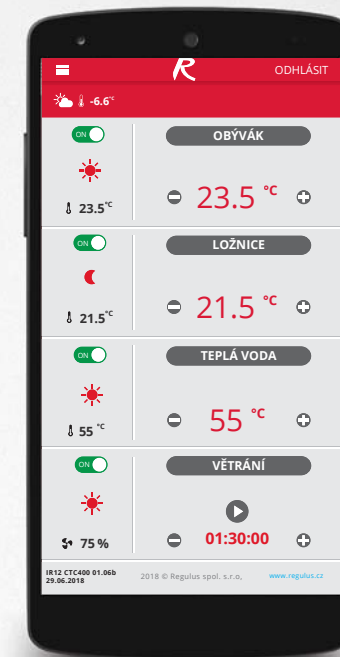 R ODHLÁSIT
-6.6°C
ON OBÝVÁK
23.5 °C
23.5°C
ON LOŽNICE
21.5 °C
21.5°C
ON TEPLÁ VODA
55 °C
55 °C
ON VĚTRÁNÍ
75 % 01:30:00
IR12 CTC400 01.06b
29.06.2018
2018 © Regulus spol. s.r.o,
www.regulus.cz